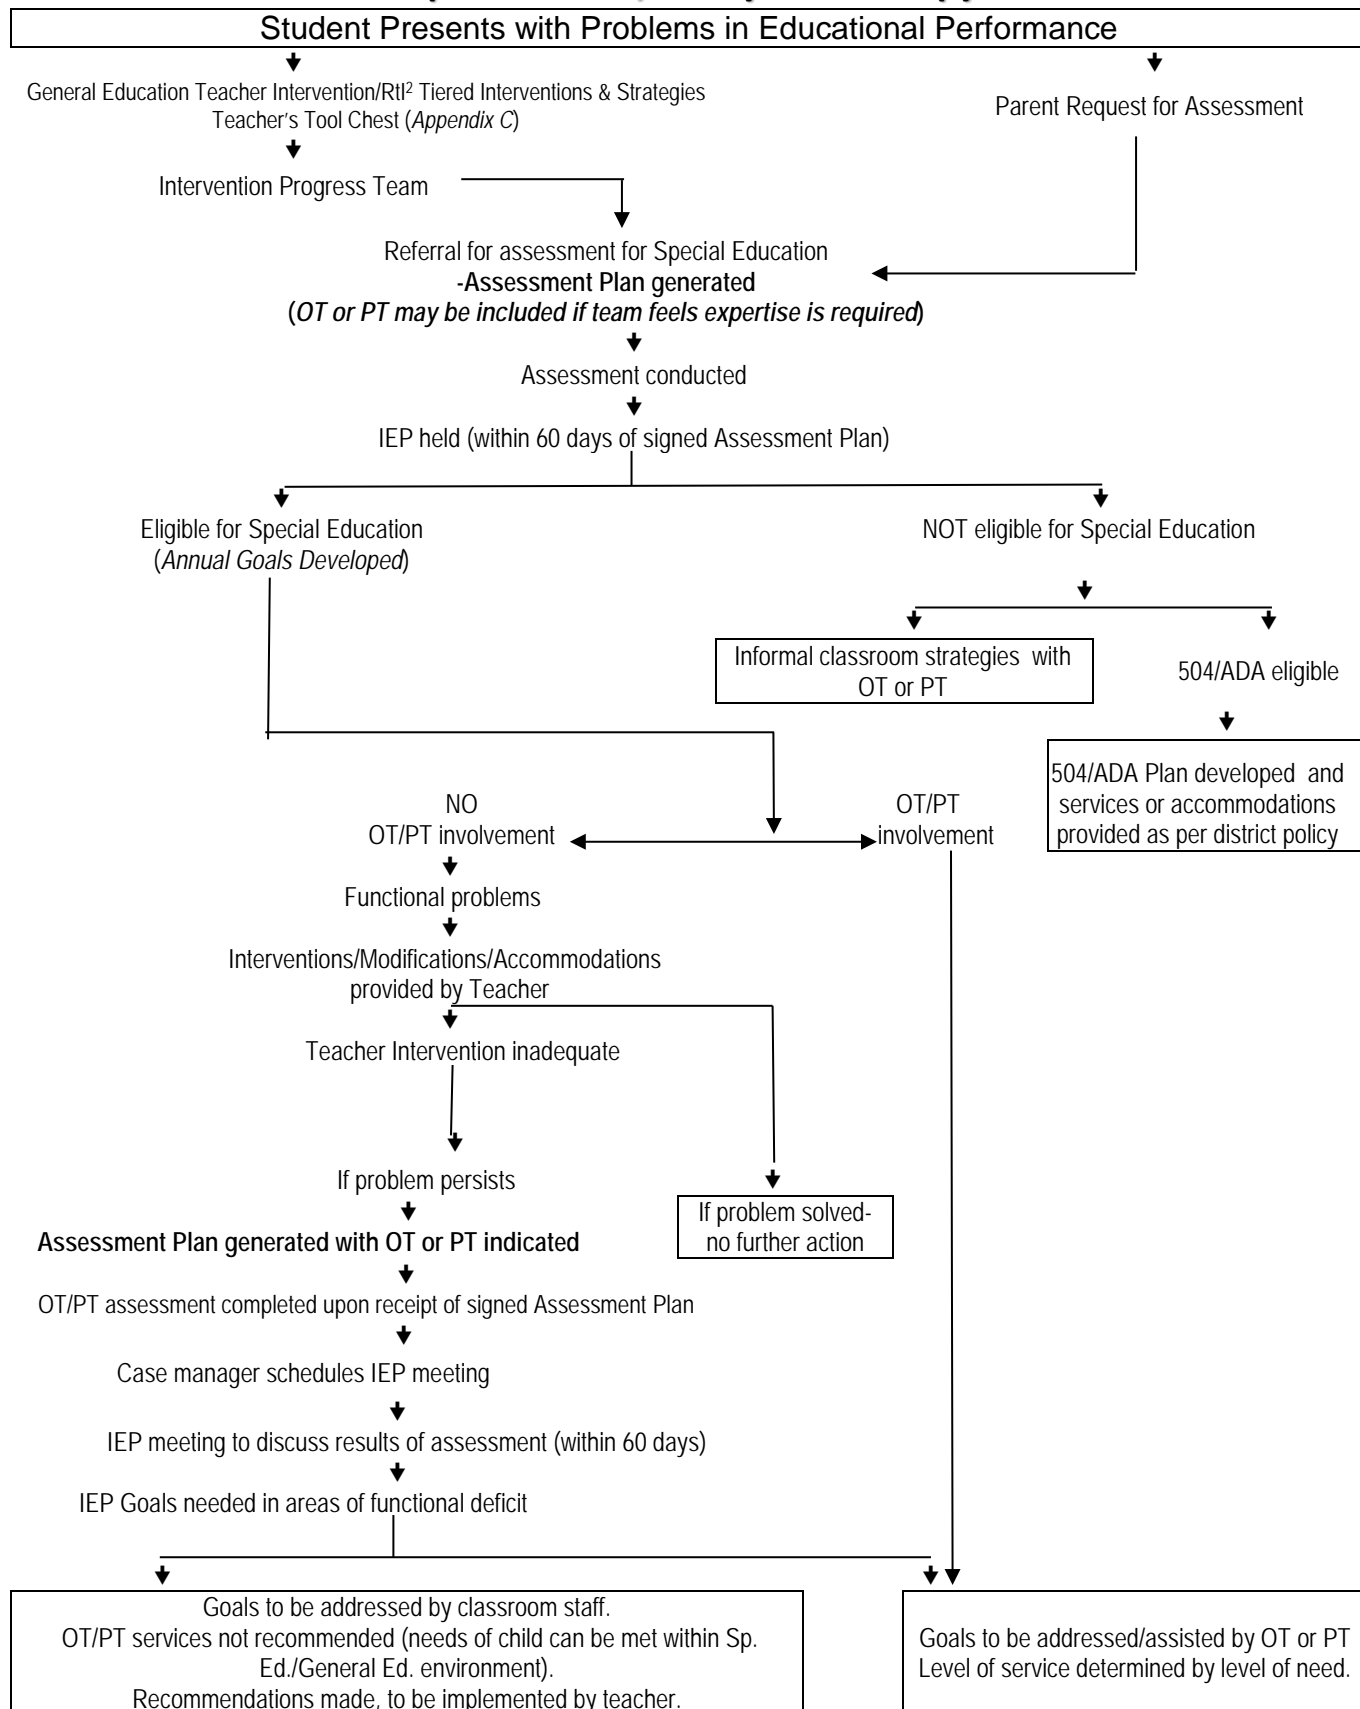 Student Presents with Problems in Educational Performance
General Education Teacher Intervention/RtI² Tiered Interventions & Strategies
Teacher's Tool Chest (Appendix C)
Parent Request for Assessment
Intervention Progress Team
Referral for assessment for Special Education
-Assessment Plan generated
(OT or PT may be included if team feels expertise is required)
Assessment conducted
IEP held (within 60 days of signed Assessment Plan)
Eligible for Special Education
(Annual Goals Developed)
NOT eligible for Special Education
Informal classroom strategies with
OT or PT
504/ADA eligible
504/ADA Plan developed and
services or accommodations
provided as per district policy
NO
OT/PT involvement
OT/PT
involvement
Functional problems
Interventions/Modifications/Accommodations
provided by Teacher
Teacher Intervention inadequate
If problem persists
If problem solved-
no further action
Assessment Plan generated with OT or PT indicated
OT/PT assessment completed upon receipt of signed Assessment Plan
Case manager schedules IEP meeting
IEP meeting to discuss results of assessment (within 60 days)
IEP Goals needed in areas of functional deficit
Goals to be addressed by classroom staff.
OT/PT services not recommended (needs of child can be met within Sp.
Ed./General Ed. environment).
Recommendations made, to be implemented by teacher.
Goals to be addressed/assisted by OT or PT
Level of service determined by level of need.